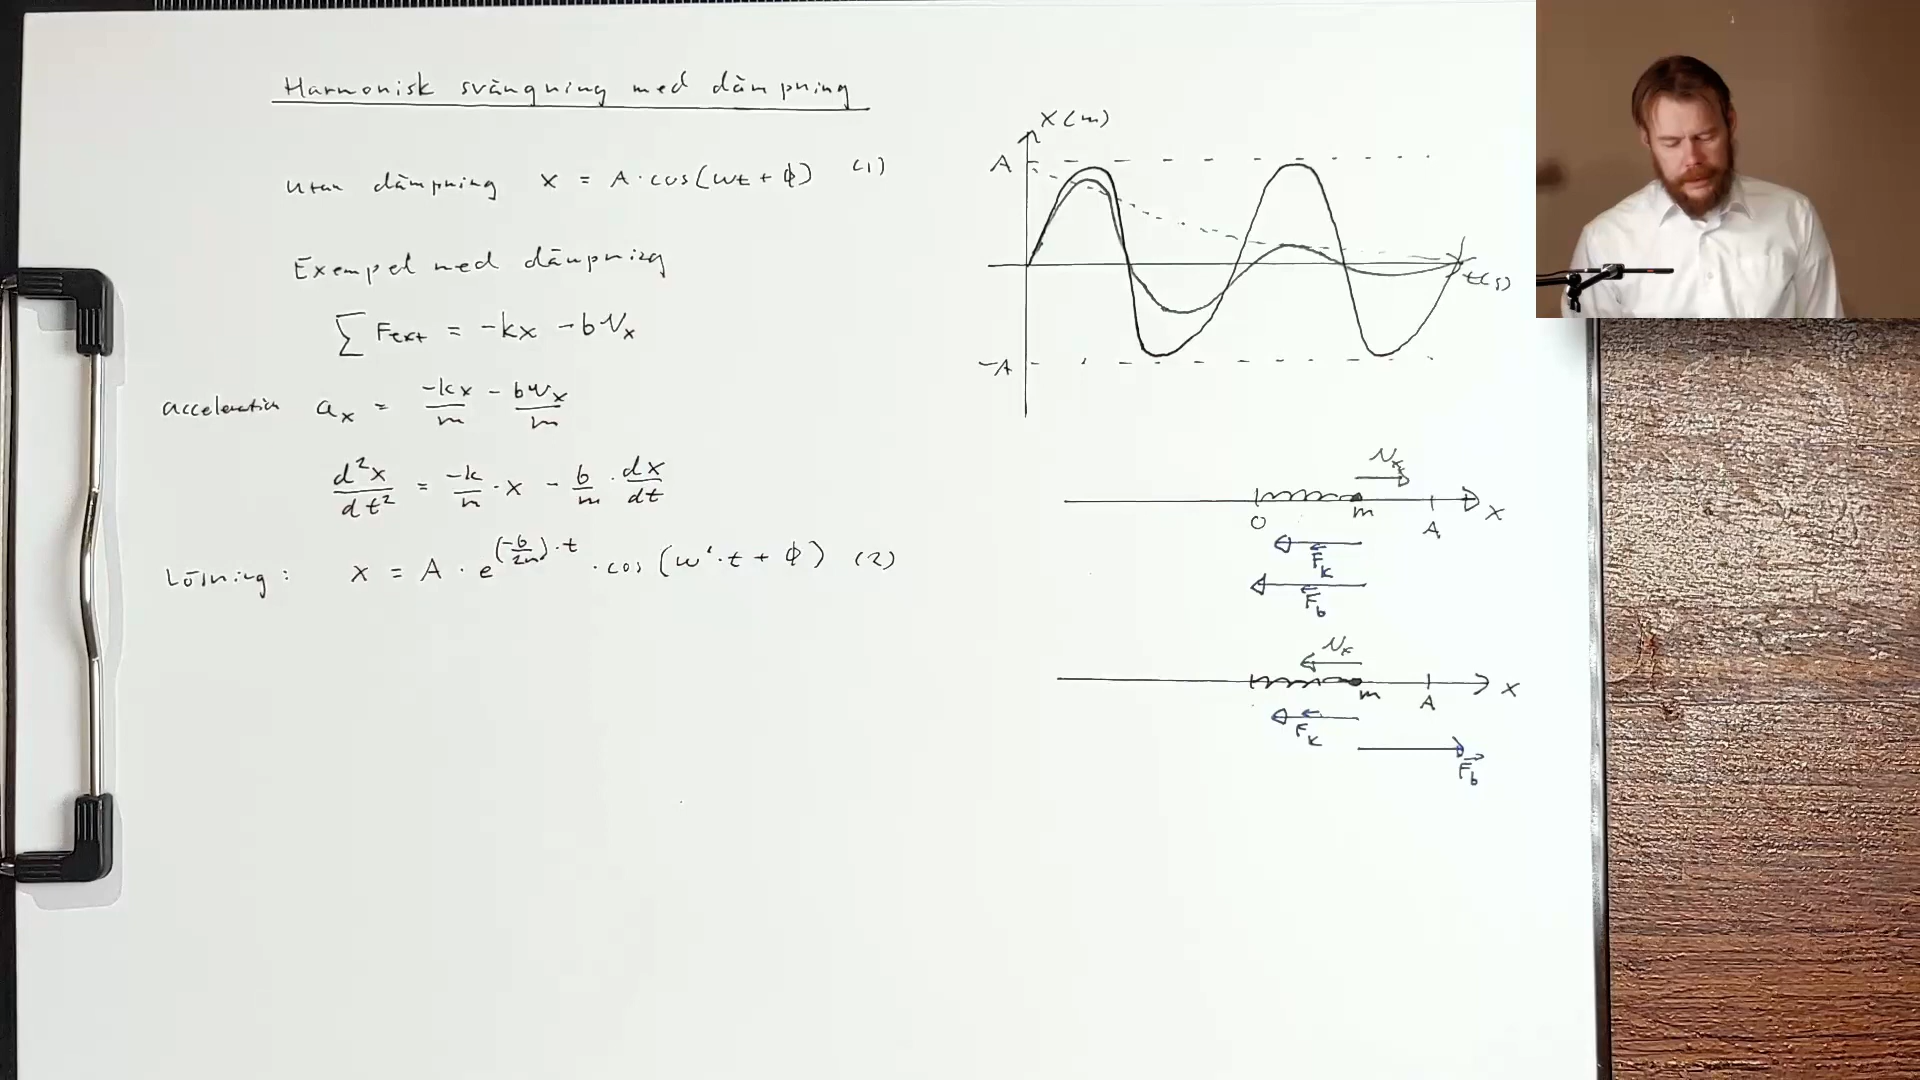 Harmonisk svängning med dämpning
utan dämpning x = A·cos(ωt + ϕ) (1)
Exempel med dämpning
∑ Fext = -kx - bVx
acceleration ax = -kx/m - bvx/m
d²x/dt² = -k/m · x - b/m · dx/dt
Lösning: x = A · e^((-b/2m)·t) · cos(ω'·t + ϕ) (2)
x(m)
A
t(s)
-A
Vx
0 m A x
Fk
Fb
Vx
m A x
Fk
Fb